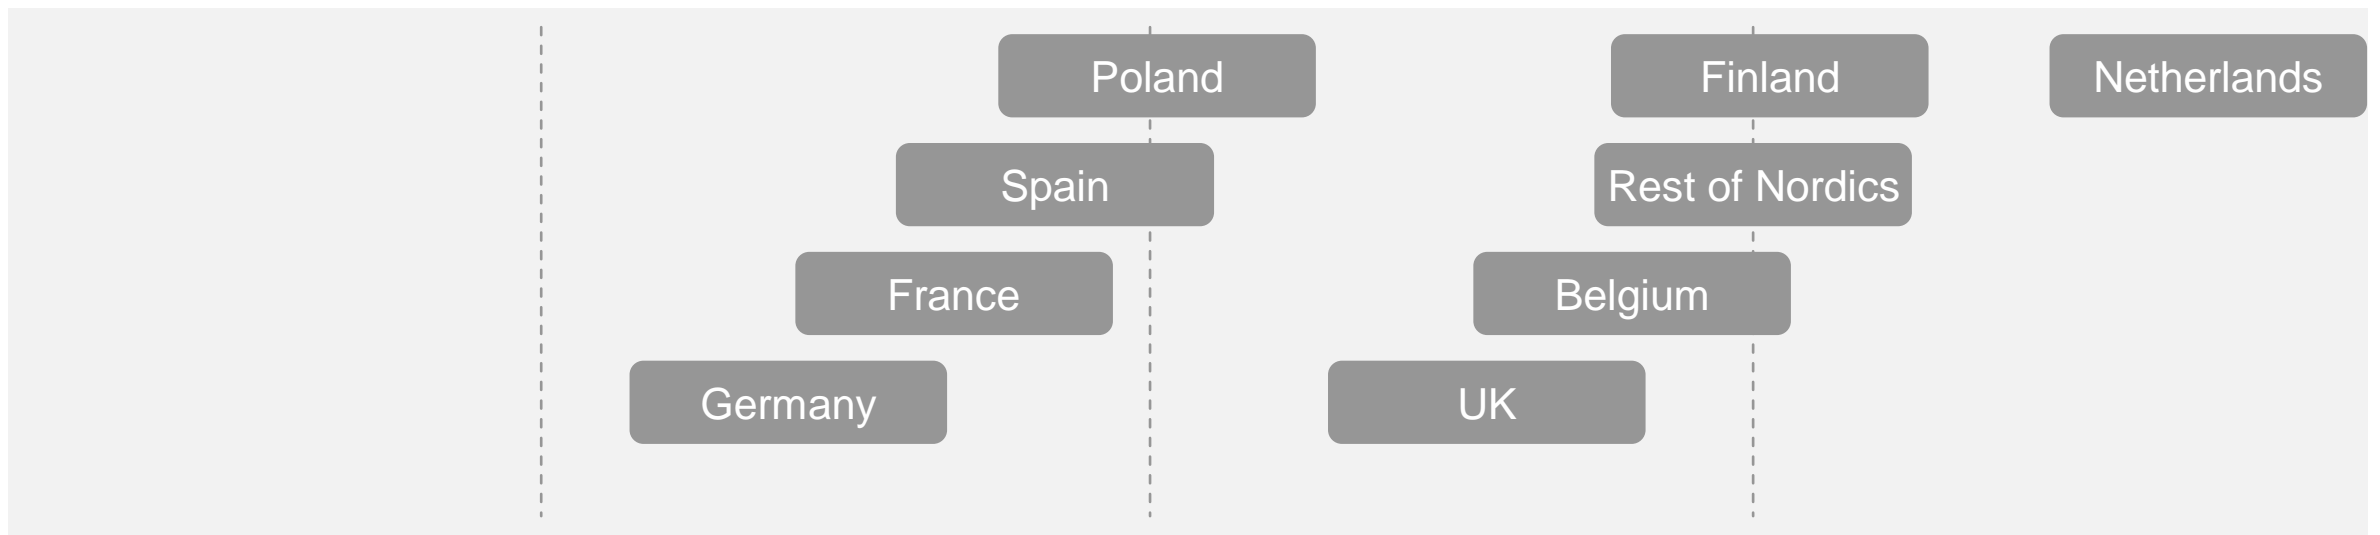 Poland
Finland
Netherlands
Spain
Rest of Nordics
France
Belgium
Germany
UK